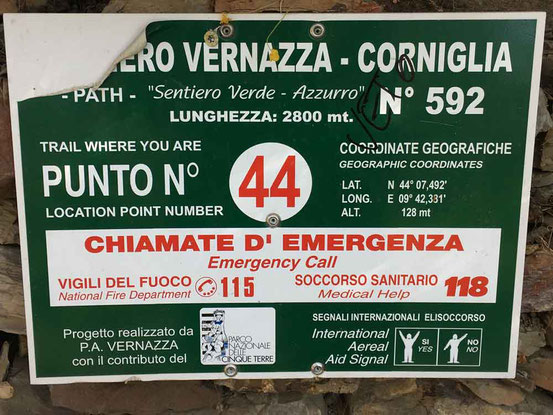 IERO VERNAZZA - CORNIGLIA
- PATH - "Sentiero Verde - Azzurro" N° 592
LUNGHEZZA: 2800 mt.
TRAIL WHERE YOU ARE
PUNTO N°
LOCATION POINT NUMBER
44
COORDINATE GEOGRAFICHE
GEOGRAPHIC COORDINATES
LAT. N 44° 07,492'
LONG. E 09° 42,331'
ALT. 128 mt
CHIAMATE D' EMERGENZA
Emergency Call
VIGILI DEL FUOCO 115
National Fire Department
SOCCORSO SANITARIO 118
Medical Help
Progetto realizzato da
P.A. VERNAZZA
con il contributo del
PARCO
NAZIONALE
DELLE
CINQUE TERRE
SEGNALI INTERNAZIONALI ELISOCCORSO
International
Aereal
Aid Signal
SI
YES
NO
NO